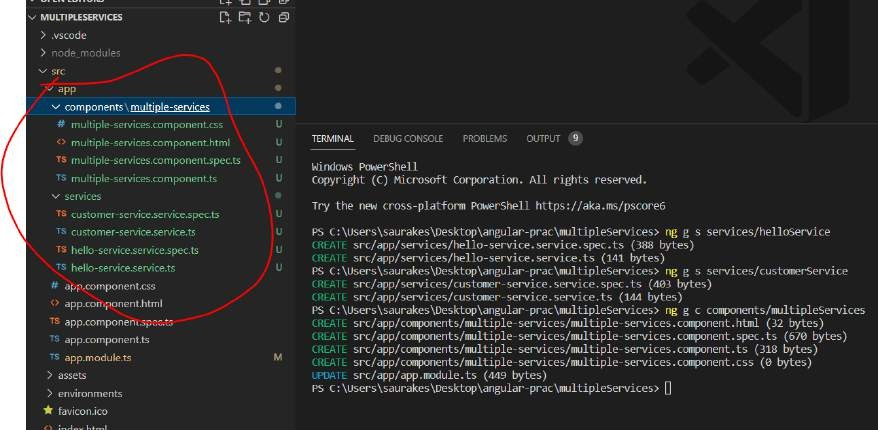 OPEN EDITORS
MULTIPLESERVICES
.vscode
node_modules
src
app
components\multiple-services
# multiple-services.component.css U
<> multiple-services.component.html U
TS multiple-services.component.spec.ts U
TS multiple-services.component.ts U
services
TS customer-service.service.spec.ts U
TS customer-service.service.ts U
TS hello-service.service.spec.ts U
TS hello-service.service.ts U
# app.component.css
<> app.component.html
TS app.component.spec.ts
TS app.component.ts
TS app.module.ts M
assets
environments
favicon.ico
<> index.html
TERMINAL DEBUG CONSOLE PROBLEMS OUTPUT 9
Windows PowerShell
Copyright (C) Microsoft Corporation. All rights reserved.
Try the new cross-platform PowerShell https://aka.ms/pscore6
PS C:\Users\saurakes\Desktop\angular-prac\multipleServices> ng g s services/helloService
CREATE src/app/services/hello-service.service.spec.ts (388 bytes)
CREATE src/app/services/hello-service.service.ts (141 bytes)
PS C:\Users\saurakes\Desktop\angular-prac\multipleServices> ng g s services/customerService
CREATE src/app/services/customer-service.service.spec.ts (403 bytes)
CREATE src/app/services/customer-service.service.ts (144 bytes)
PS C:\Users\saurakes\Desktop\angular-prac\multipleServices> ng g c components/multipleServices
CREATE src/app/components/multiple-services/multiple-services.component.html (32 bytes)
CREATE src/app/components/multiple-services/multiple-services.component.spec.ts (670 bytes)
CREATE src/app/components/multiple-services/multiple-services.component.ts (318 bytes)
CREATE src/app/components/multiple-services/multiple-services.component.css (0 bytes)
UPDATE src/app/app.module.ts (449 bytes)
PS C:\Users\saurakes\Desktop\angular-prac\multipleServices>